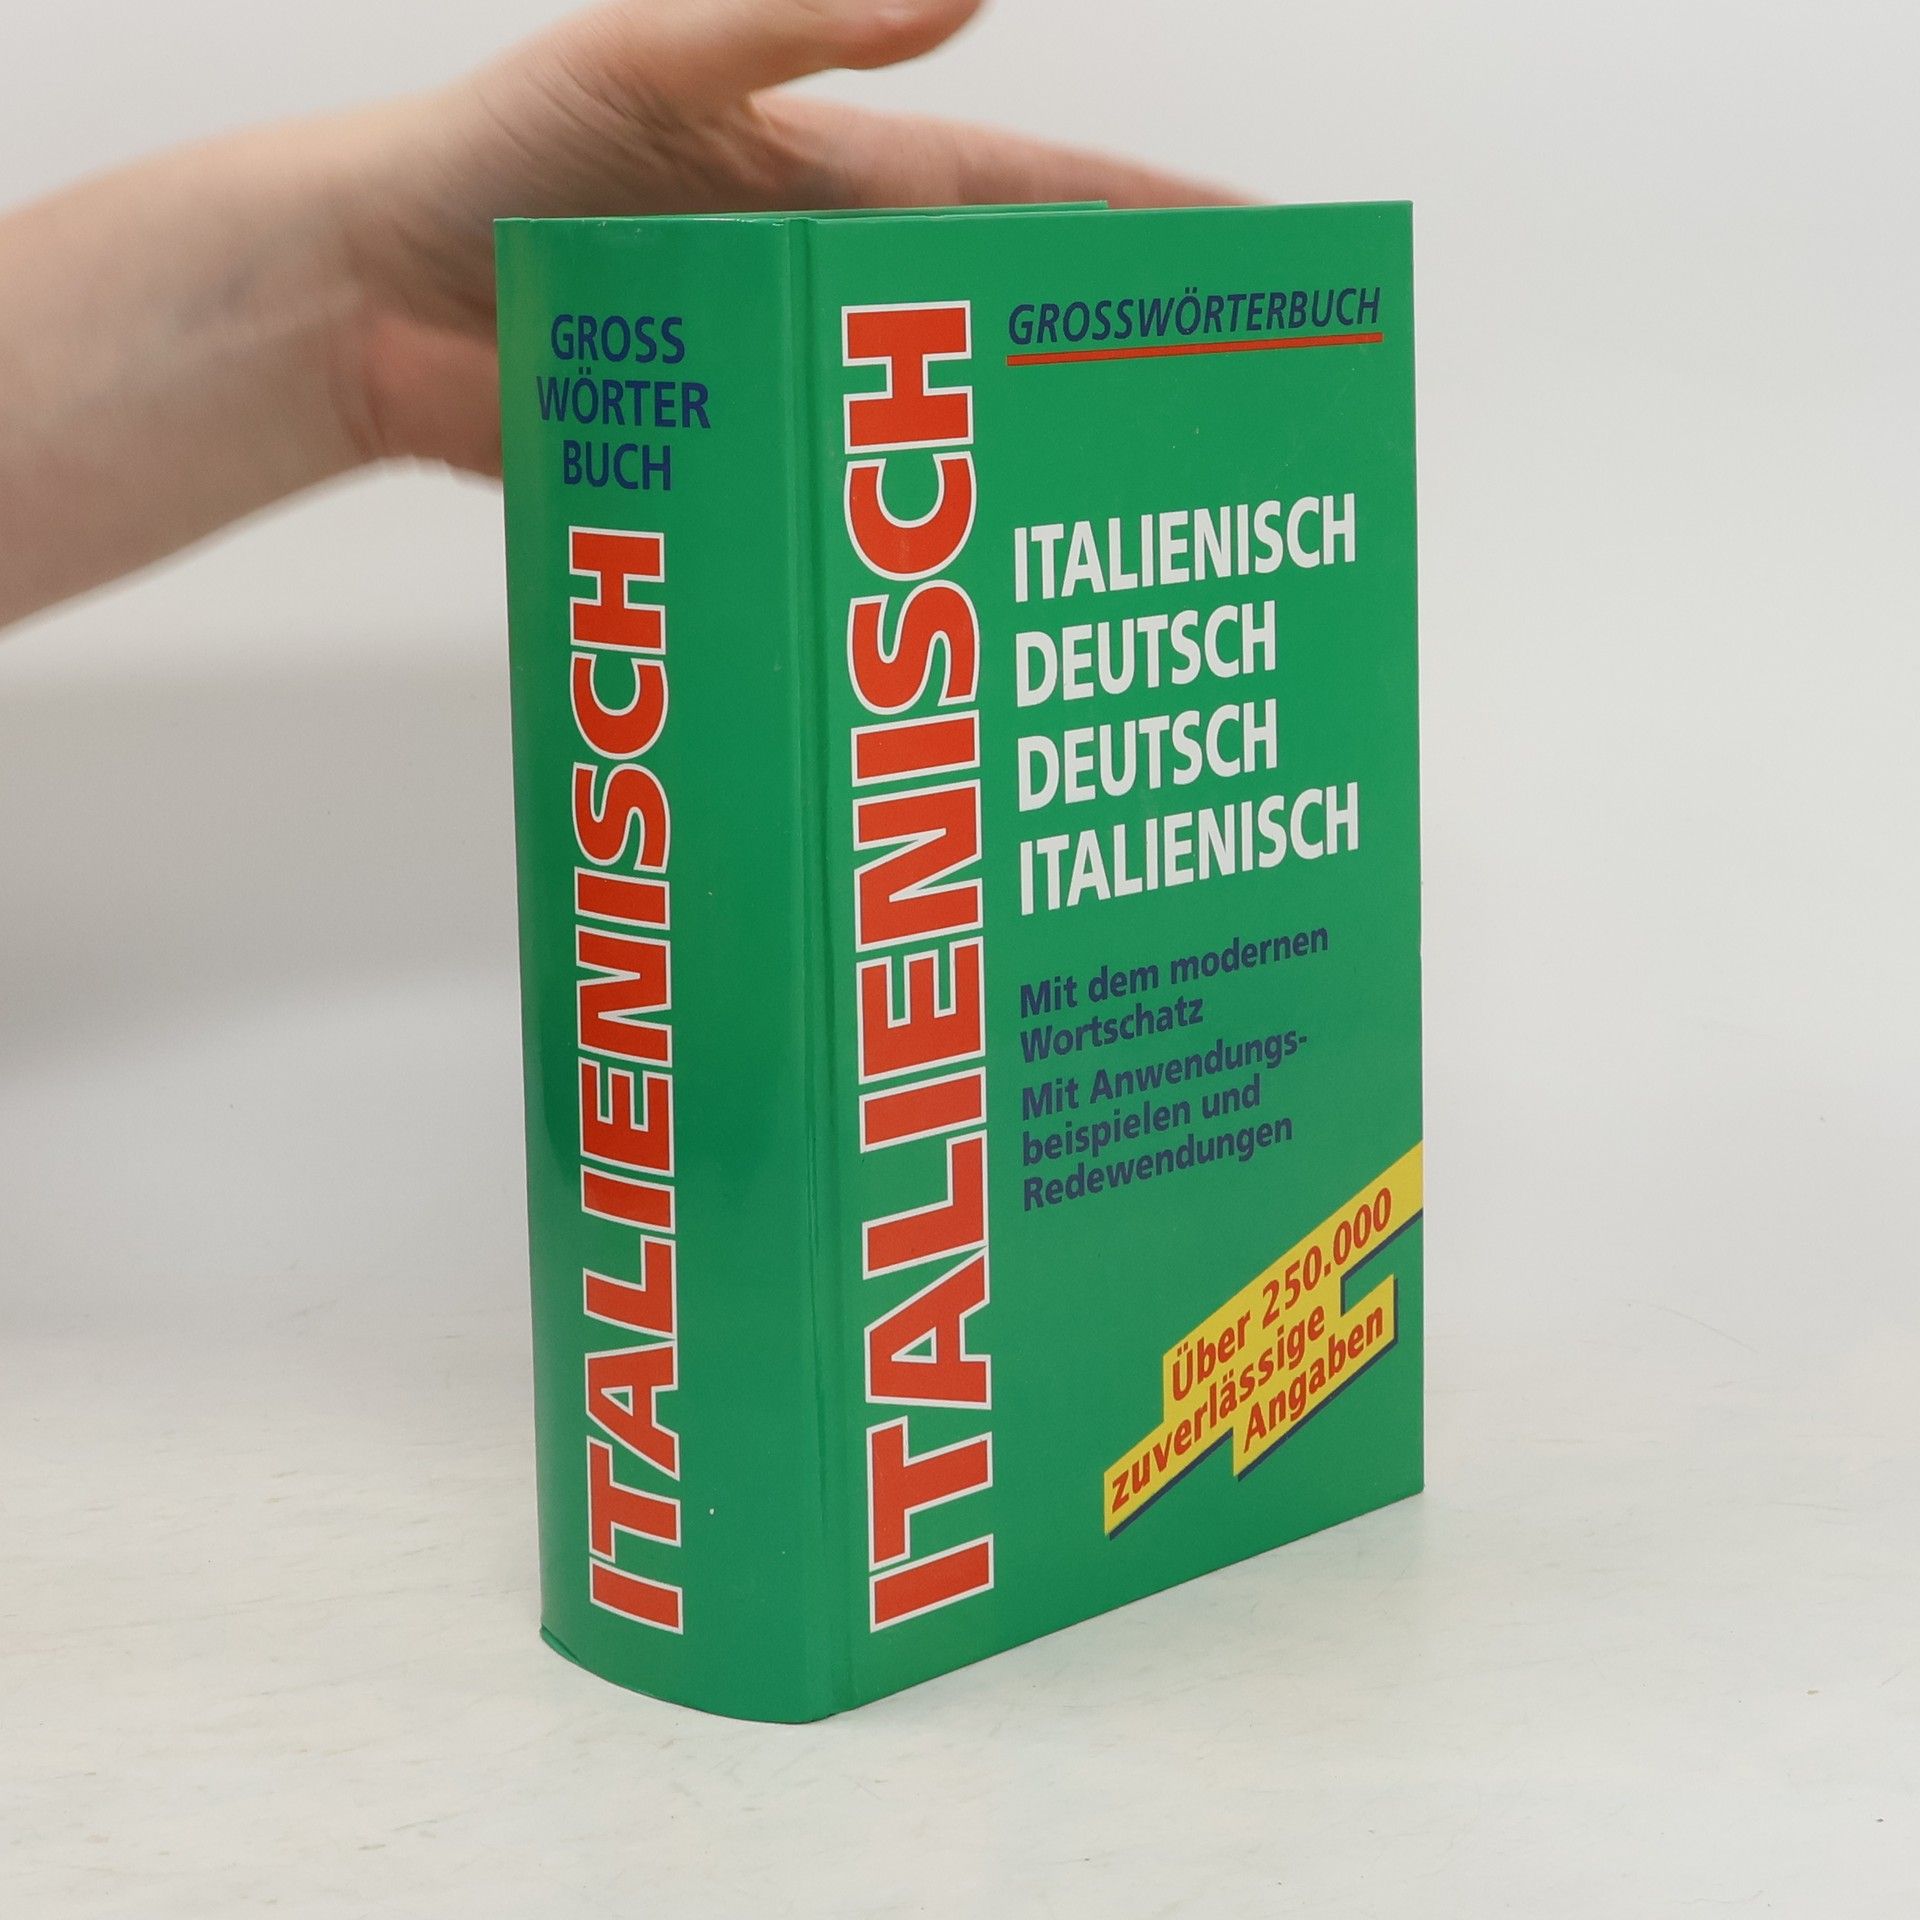 GROSS
WÖRTER
BUCH
ITALIENISCH
ITALIENISCH
GROSSWÖRTERBUCH
ITALIENISCH
DEUTSCH
DEUTSCH
ITALIENISCH
Mit dem modernen
Wortschatz
Mit Anwendungs-
beispielen und
Redewendungen
Über 250.000
zuverlässige
Angaben